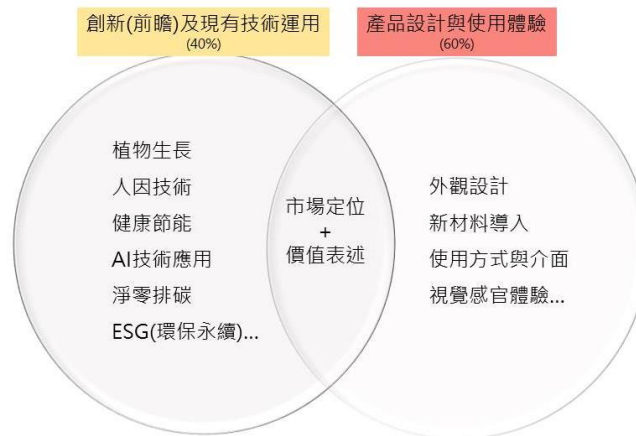 創新(前瞻)及現有技術運用
(40%)
產品設計與使用體驗
(60%)
植物生長
人因技術
健康節能
AI技術應用
淨零排碳
ESG(環保永續)...
市場定位
+
價值表述
外觀設計
新材料導入
使用方式與介面
視覺感官體驗...